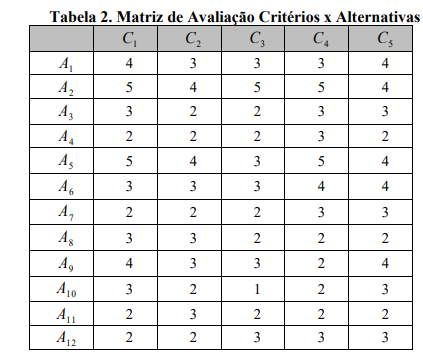 Tabela 2. Matriz de Avaliação Critérios x Alternativas
C1 C2 C3 C4 C5
A1 4 3 3 3 4
A2 5 4 5 5 4
A3 3 2 2 3 3
A4 2 2 2 3 2
A5 5 4 3 5 4
A6 3 3 3 4 4
A7 2 2 2 3 3
A8 3 3 2 2 2
A9 4 3 3 2 4
A10 3 2 1 2 3
A11 2 3 2 2 2
A12 2 2 3 3 3